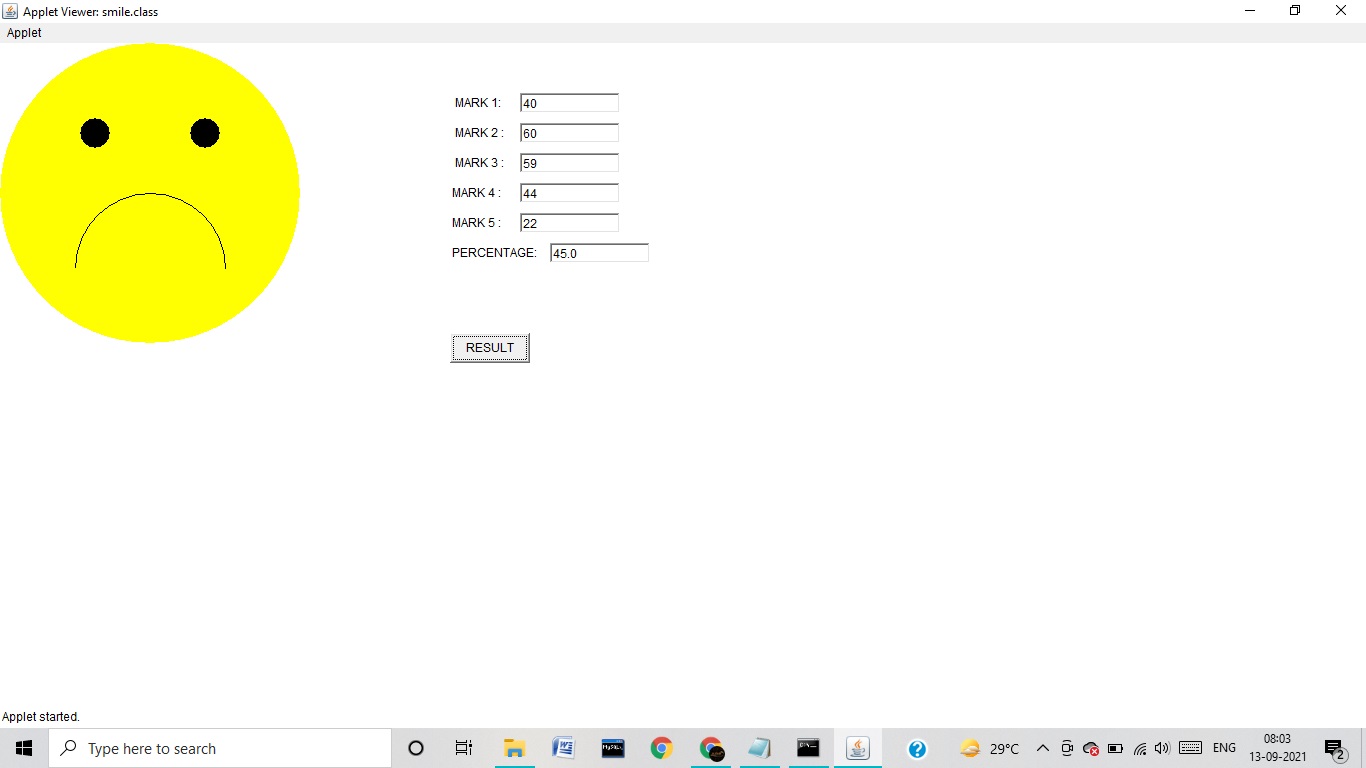 Applet Viewer: smile.class
Applet
MARK 1: 40
MARK 2 : 60
MARK 3 : 59
MARK 4 : 44
MARK 5 : 22
PERCENTAGE: 45.0
RESULT
Applet started.
Type here to search
29°C
ENG
08:03
13-09-2021
2